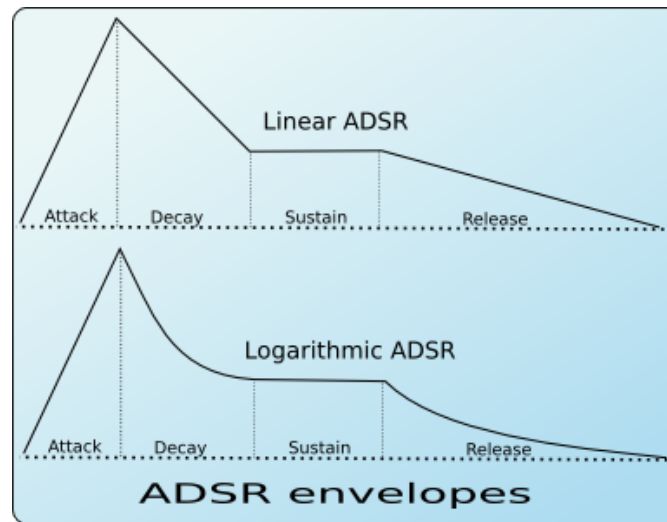 Linear ADSR
Attack Decay Sustain Release
Logarithmic ADSR
Attack Decay Sustain Release
ADSR envelopes